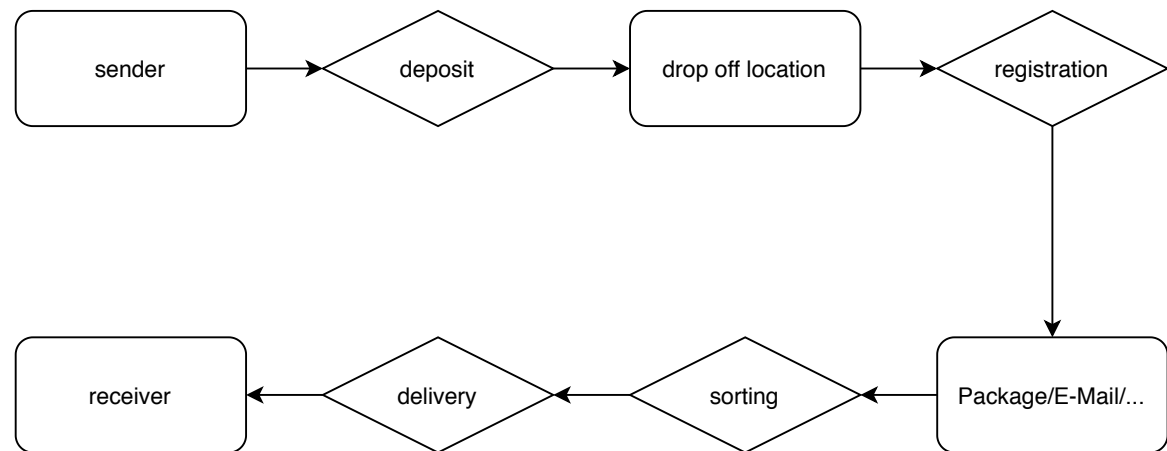 sender
deposit
drop off location
registration
receiver
delivery
sorting
Package/E-Mail/...